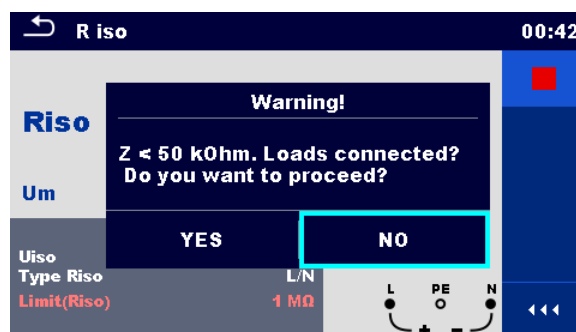 R iso 00:42
Warning!
Riso
Z < 50 kOhm. Loads connected?
Do you want to proceed?
Um
YES NO
Uiso
Type Riso L/N
Limit(Riso) 1 MΩ
L PE N
+ -